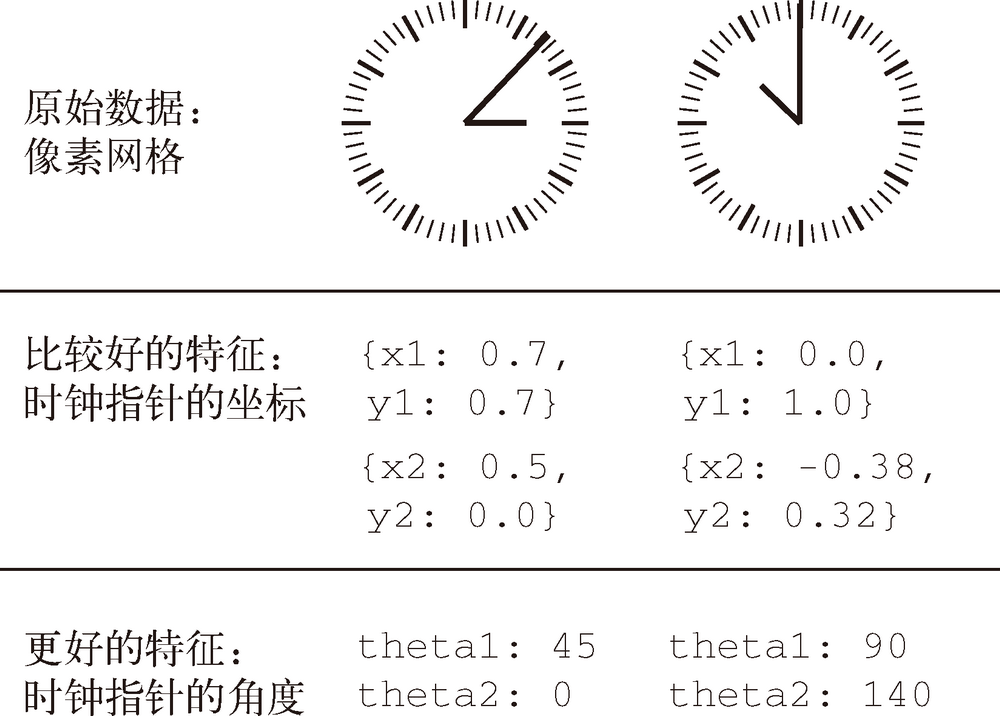 原始数据：
像素网格
比较好的特征：
时钟指针的坐标
{x1: 0.7,
y1: 0.7}
{x2: 0.5,
y2: 0.0}
{x1: 0.0,
y1: 1.0}
{x2: -0.38,
y2: 0.32}
更好的特征：
时钟指针的角度
theta1: 45
theta2: 0
theta1: 90
theta2: 140